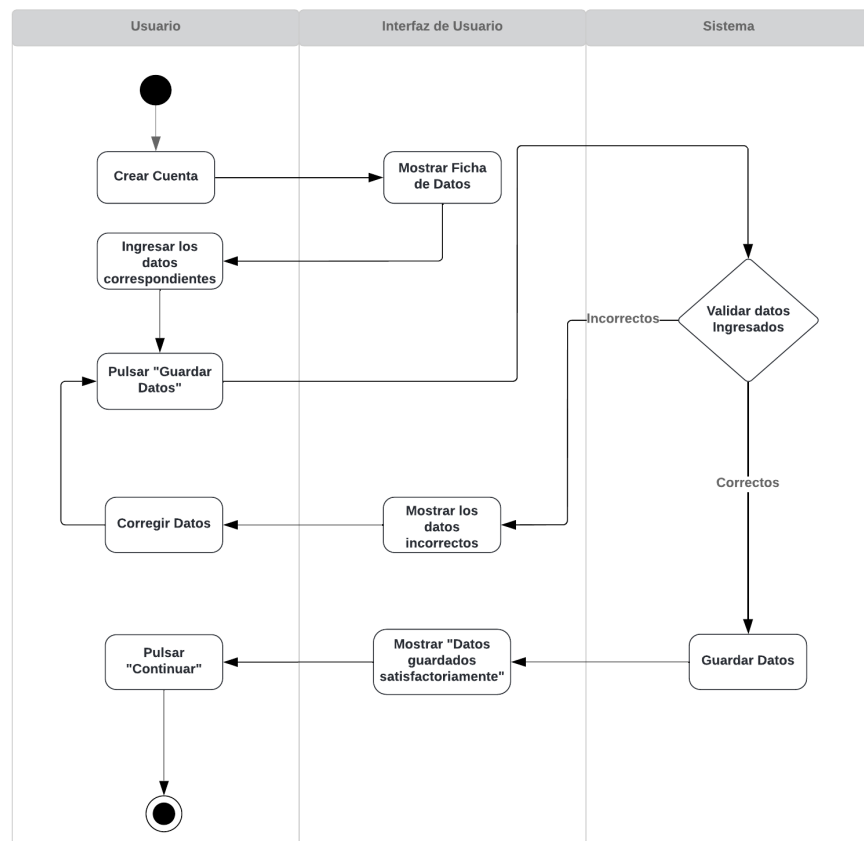 Usuario
Interfaz de Usuario
Sistema
Crear Cuenta
Mostrar Ficha
de Datos
Ingresar los
datos
correspondientes
Validar datos
Ingresados
Incorrectos
Pulsar "Guardar
Datos"
Correctos
Corregir Datos
Mostrar los
datos
incorrectos
Pulsar
"Continuar"
Mostrar "Datos
guardados
satisfactoriamente"
Guardar Datos